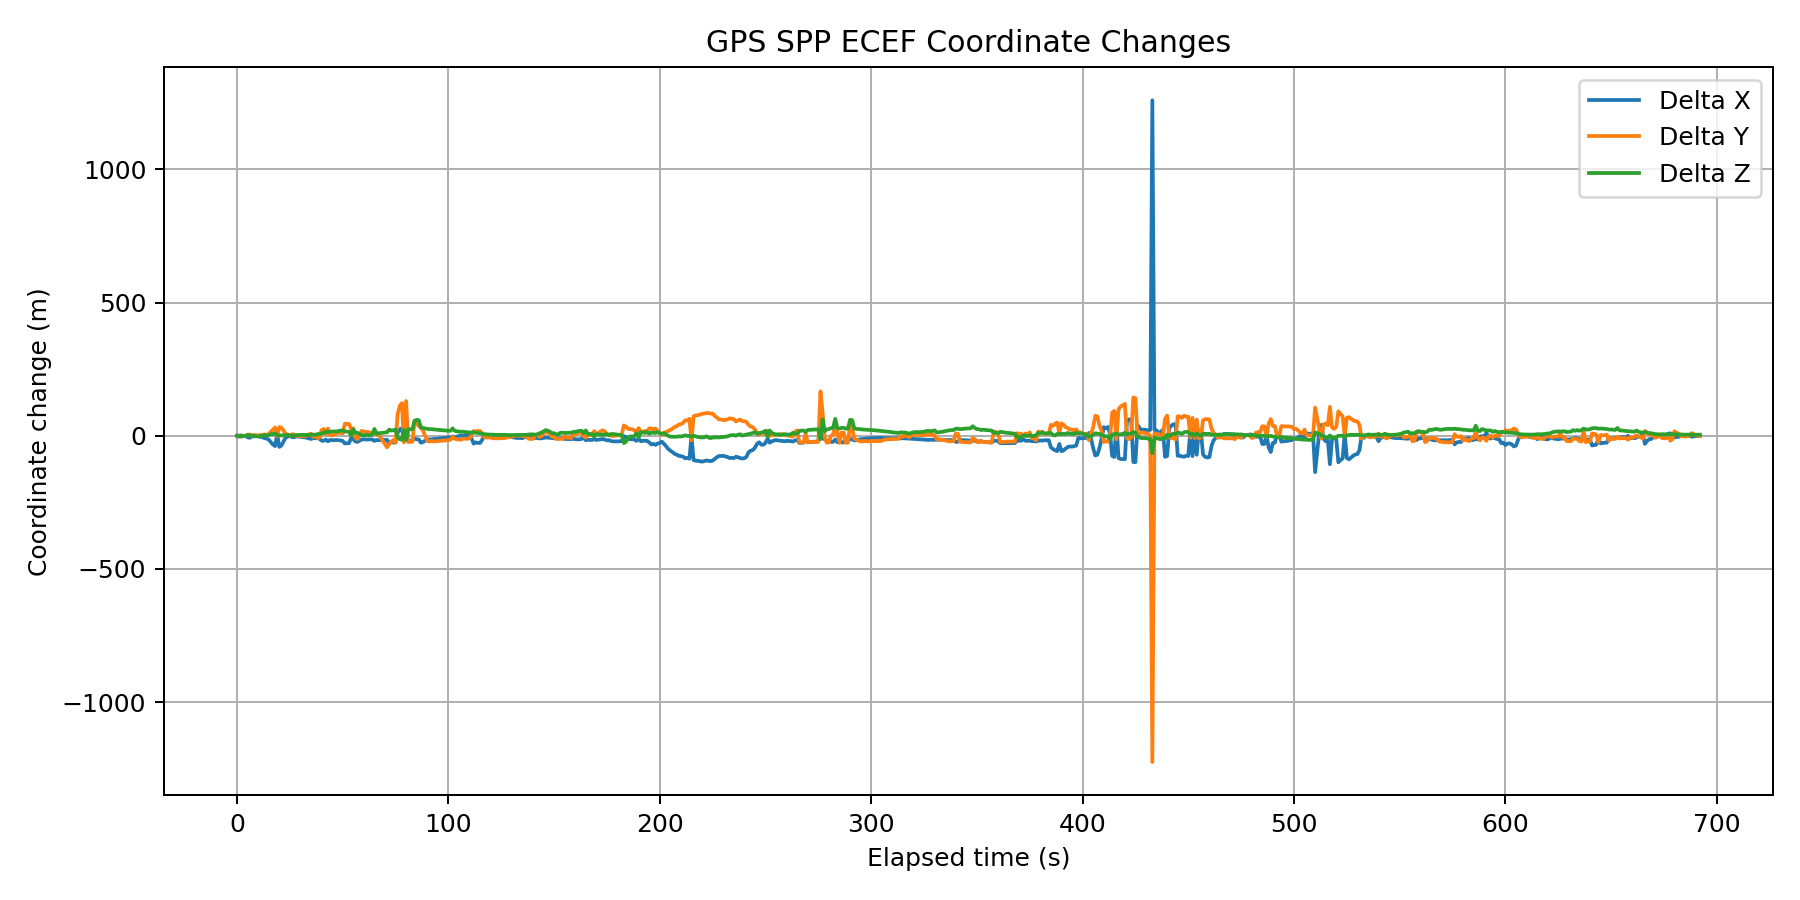 GPS SPP ECEF Coordinate Changes
Delta X
Delta Y
Delta Z
1000
500
0
−500
−1000
Coordinate change (m)
0 100 200 300 400 500 600 700
Elapsed time (s)